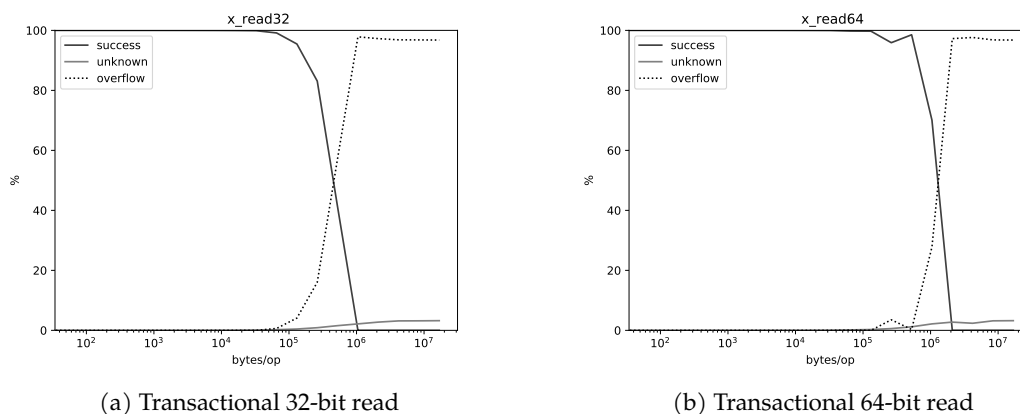 x_read32
100
80
60
40
20
0
%
success
unknown
overflow
10²
10³
10⁴
10⁵
10⁶
10⁷
bytes/op
(a) Transactional 32-bit read
x_read64
100
80
60
40
20
0
%
success
unknown
overflow
10²
10³
10⁴
10⁵
10⁶
10⁷
bytes/op
(b) Transactional 64-bit read